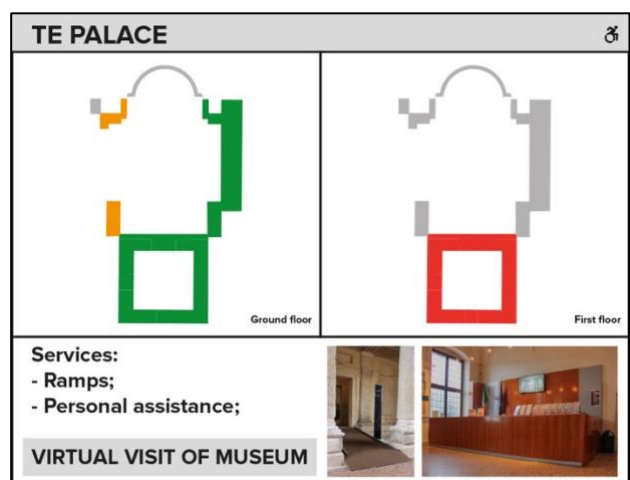 TE PALACE
Ground floor
First floor
Services:
- Ramps;
- Personal assistance;
VIRTUAL VISIT OF MUSEUM